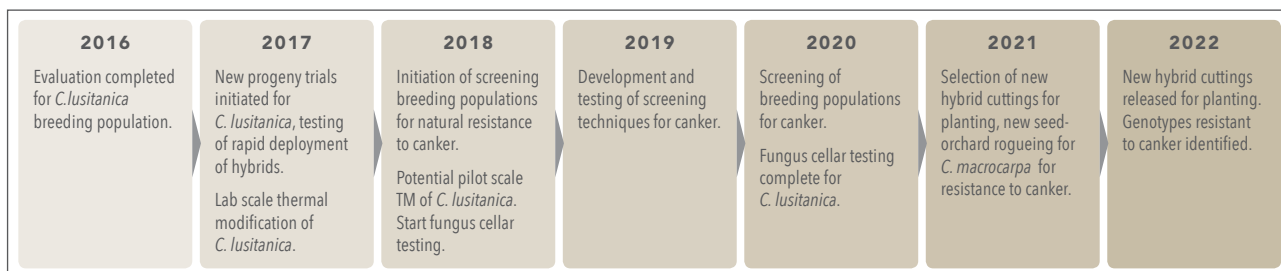 2016
Evaluation completed
for C.lusitanica
breeding population.
2017
New progeny trials
initiated for
C. lusitanica, testing
of rapid deployment
of hybrids.
Lab scale thermal
modification of
C. lusitanica.
2018
Initiation of screening
breeding populations
for natural resistance
to canker.
Potential pilot scale
TM of C. lusitanica.
Start fungus cellar
testing.
2019
Development and
testing of screening
techniques for canker.
2020
Screening of
breeding populations
for canker.
Fungus cellar testing
complete for
C. lusitanica.
2021
Selection of new
hybrid cuttings for
planting, new seed-
orchard rogueing for
C. macrocarpa for
resistance to canker.
2022
New hybrid cuttings
released for planting.
Genotypes resistant
to canker identified.